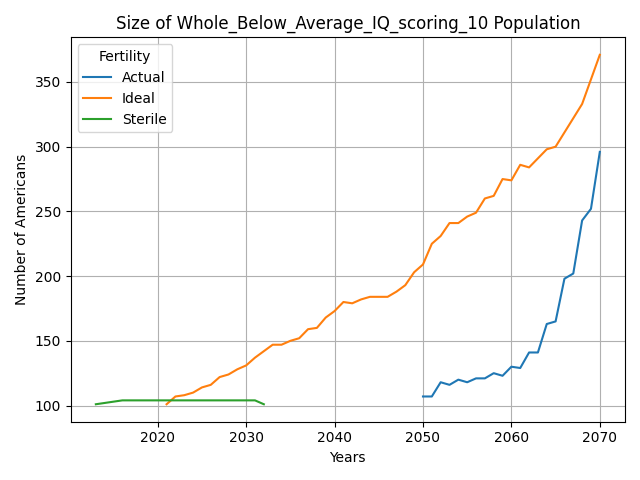 Size of Whole_Below_Average_IQ_scoring_10 Population
Fertility
Actual
Ideal
Sterile
Number of Americans
350
300
250
200
150
100
2020
2030
2040
2050
2060
2070
Years